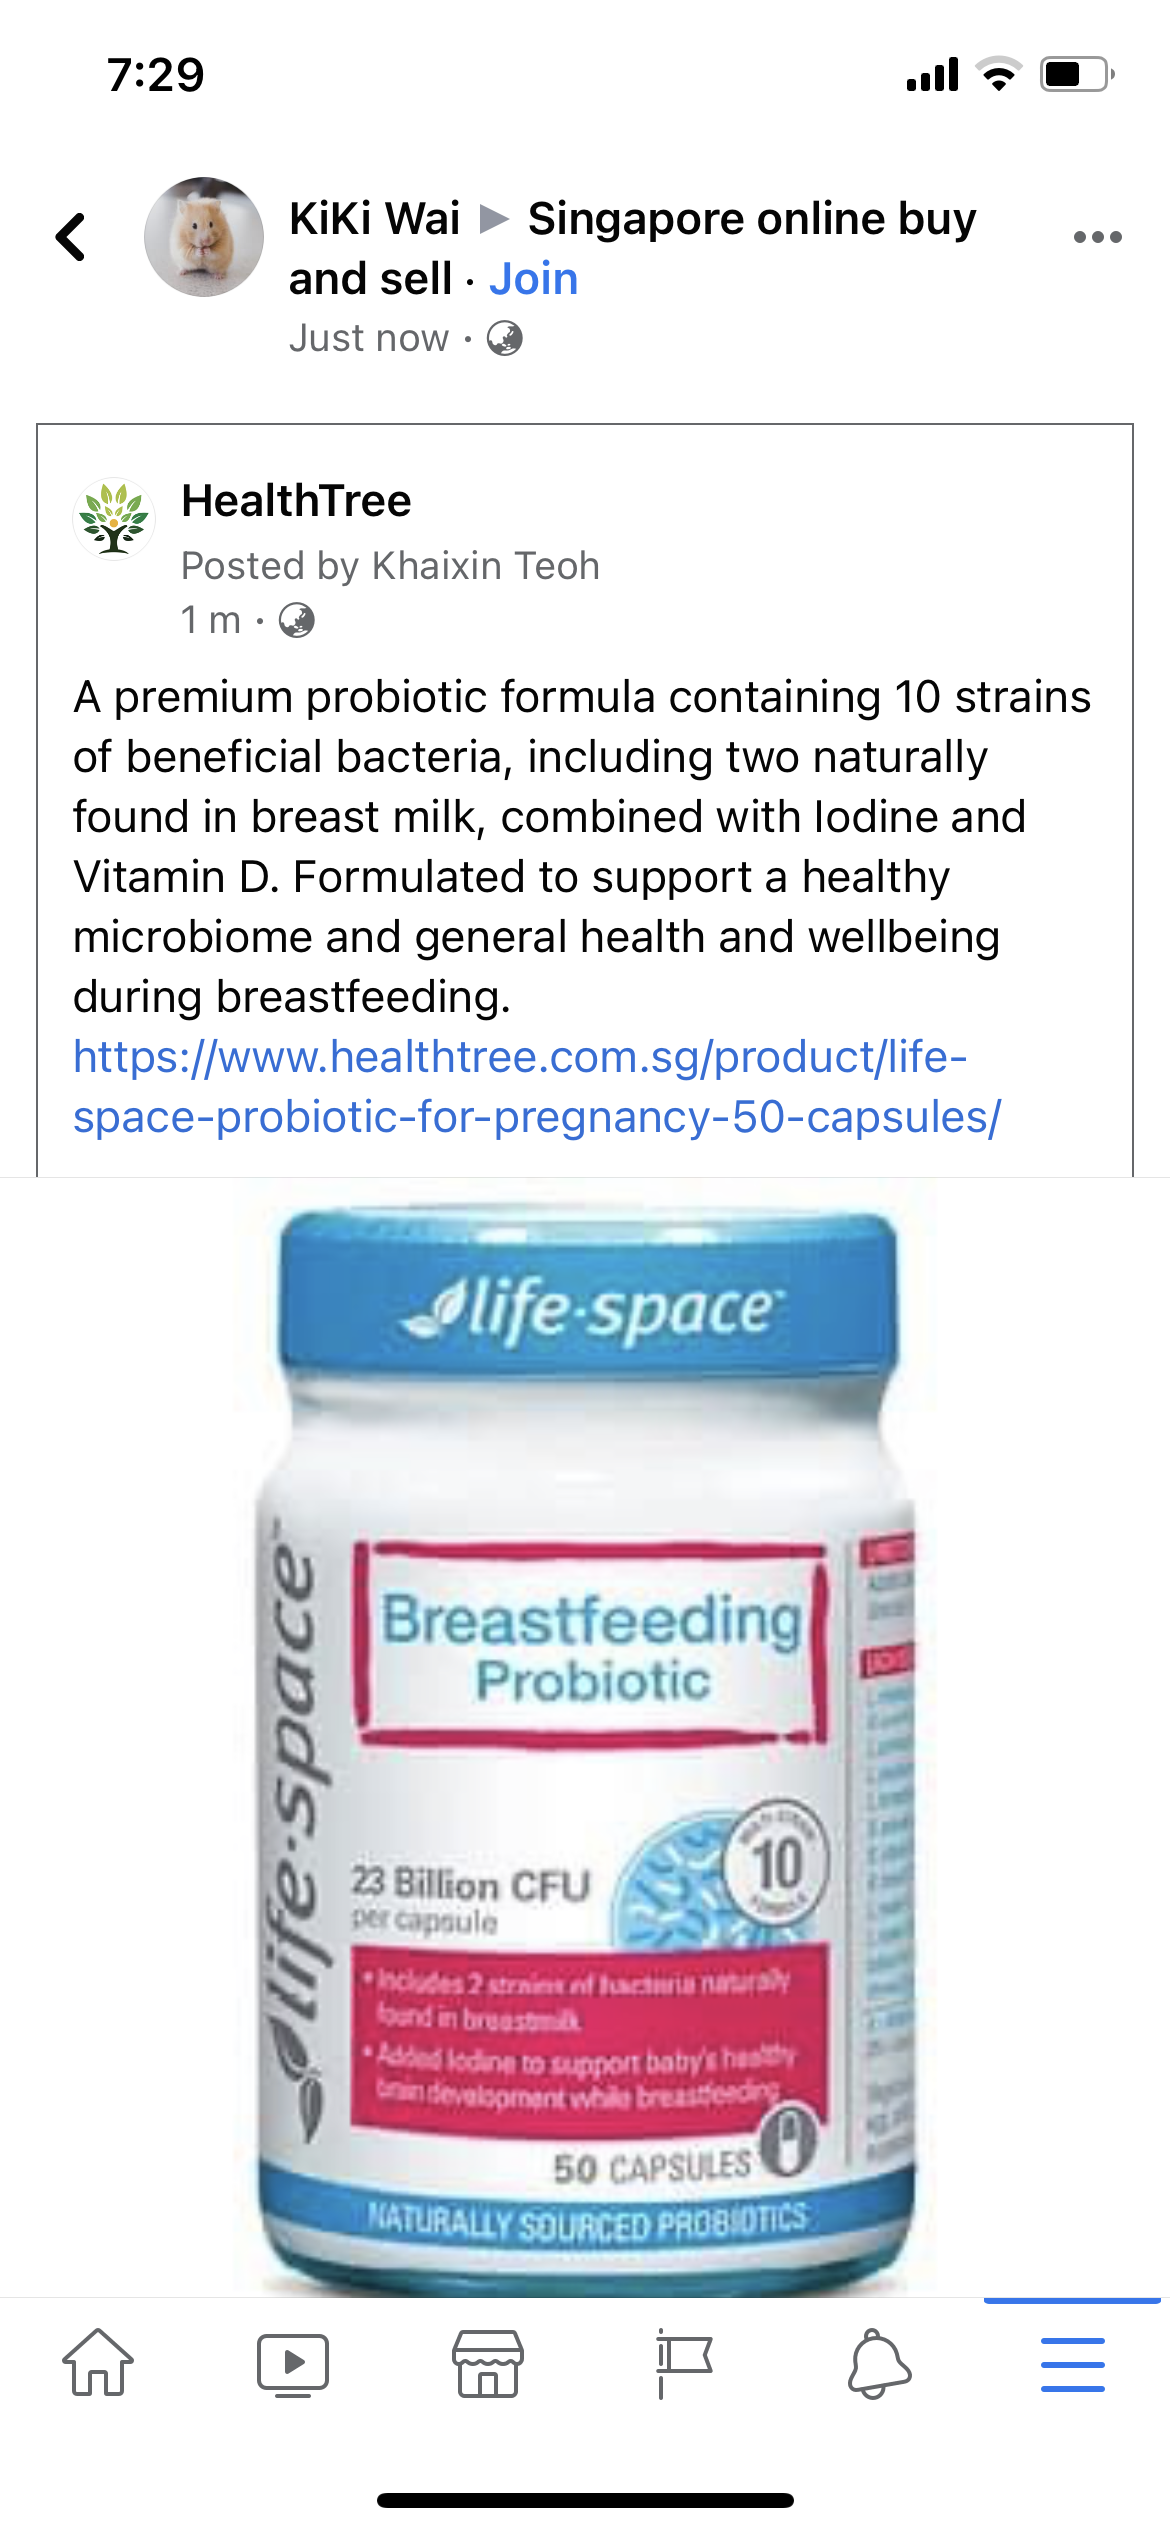 7:29
KiKi Wai ▶ Singapore online buy
and sell · Join
Just now ·
HealthTree
Posted by Khaixin Teoh
1 m ·
A premium probiotic formula containing 10 strains
of beneficial bacteria, including two naturally
found in breast milk, combined with Iodine and
Vitamin D. Formulated to support a healthy
microbiome and general health and wellbeing
during breastfeeding.
https://www.healthtree.com.sg/product/life-
space-probiotic-for-pregnancy-50-capsules/
life·space™
life·space™
Breastfeeding
Probiotic
23 Billion CFU
per capsule
10
• Includes 2 strains of bacteria naturally
found in breastmilk
• Added Iodine to support baby's healthy
brain development while breastfeeding
50 CAPSULES
NATURALLY SOURCED PROBIOTICS